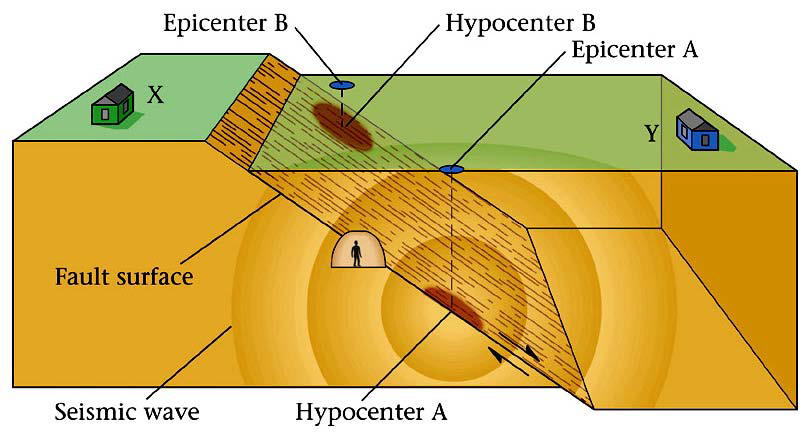 Epicenter B
Hypocenter B
Epicenter A
X
Y
Fault surface
Seismic wave
Hypocenter A